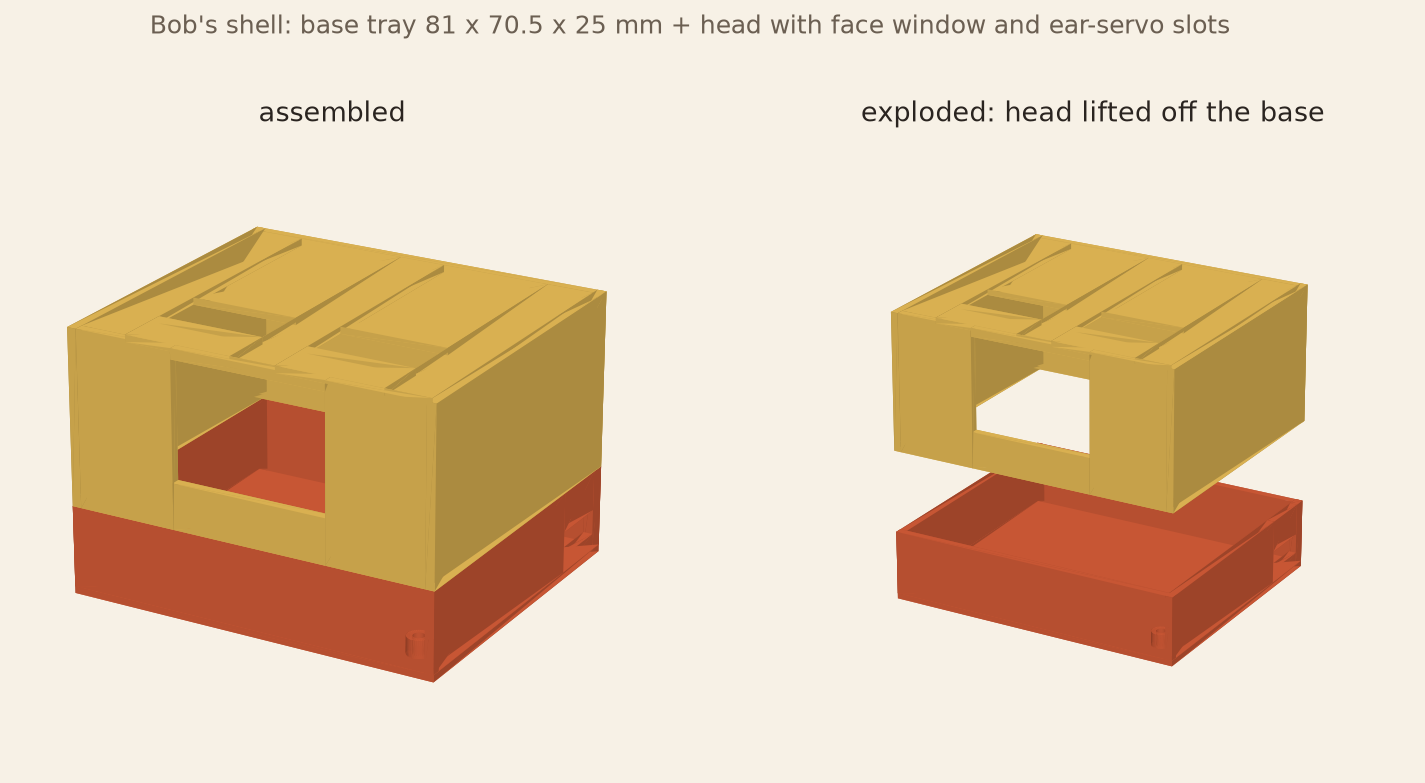 Bob's shell: base tray 81 x 70.5 x 25 mm + head with face window and ear-servo slots
assembled
exploded: head lifted off the base